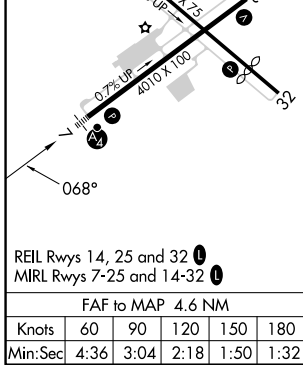 UP
X 75
V
0.7% UP
4010 X 100
P
P
32
7
A4
068°
REIL Rwys 14, 25 and 32 L
MIRL Rwys 7-25 and 14-32 L
FAF to MAP 4.6 NM
Knots 60 90 120 150 180
Min:Sec 4:36 3:04 2:18 1:50 1:32